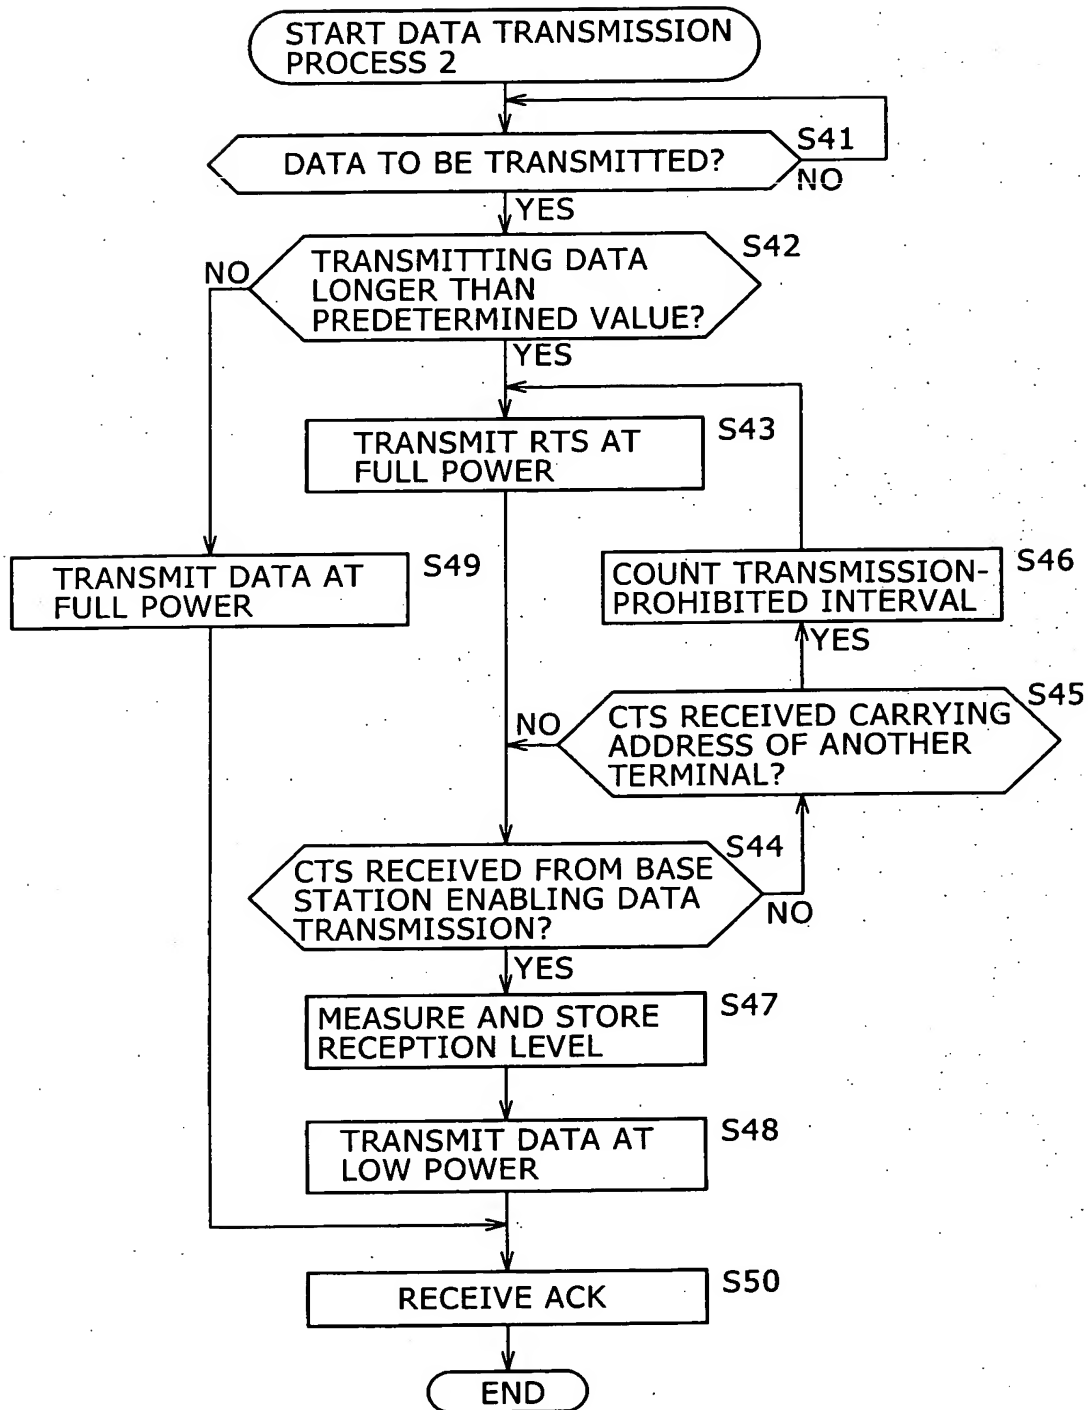 START DATA TRANSMISSION
PROCESS 2
S41
DATA TO BE TRANSMITTED?
NO
YES
S42
NO
TRANSMITTING DATA
LONGER THAN
PREDETERMINED VALUE?
YES
S43
TRANSMIT RTS AT
FULL POWER
S49
TRANSMIT DATA AT
FULL POWER
S46
COUNT TRANSMISSION-
PROHIBITED INTERVAL
YES
S45
NO
CTS RECEIVED CARRYING
ADDRESS OF ANOTHER
TERMINAL?
S44
CTS RECEIVED FROM BASE
STATION ENABLING DATA
TRANSMISSION?
NO
YES
S47
MEASURE AND STORE
RECEPTION LEVEL
S48
TRANSMIT DATA AT
LOW POWER
S50
RECEIVE ACK
END